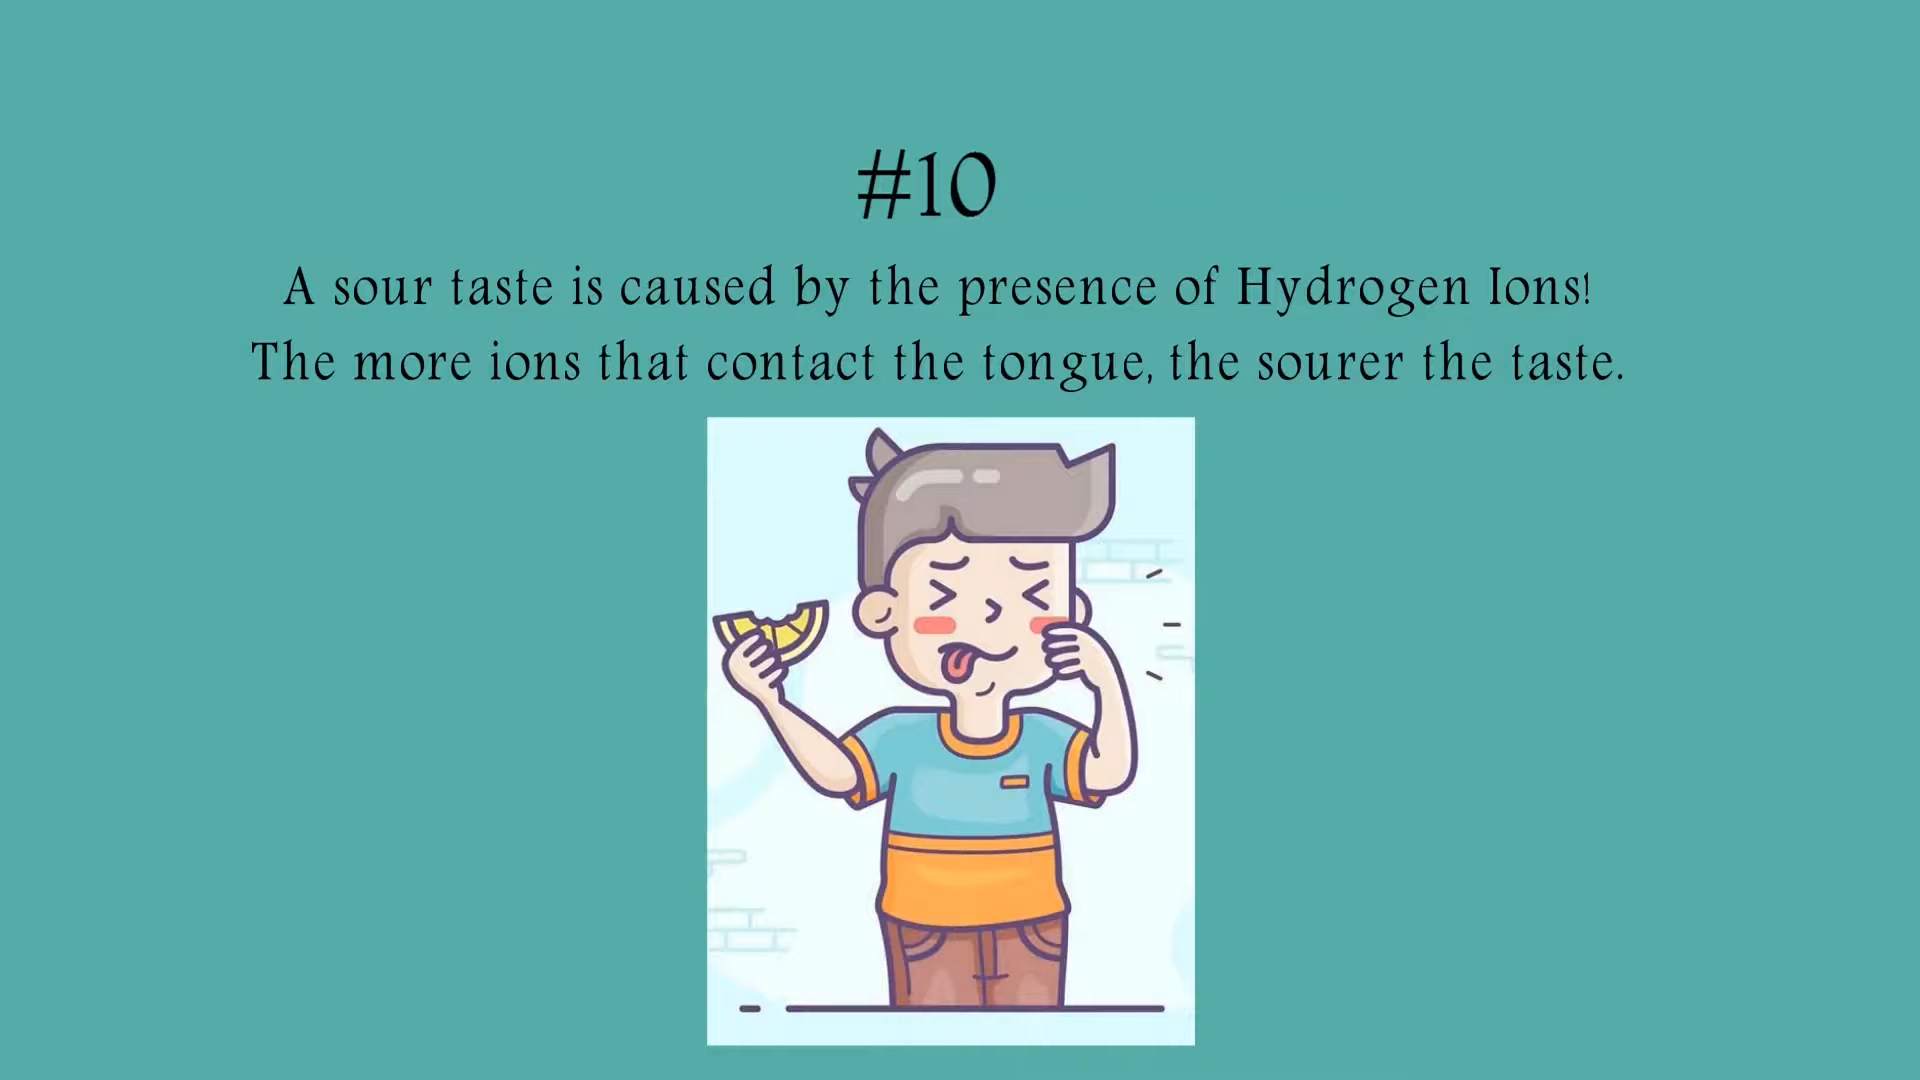 #10
A sour taste is caused by the presence of Hydrogen Ions!
The more ions that contact the tongue, the sourer the taste.